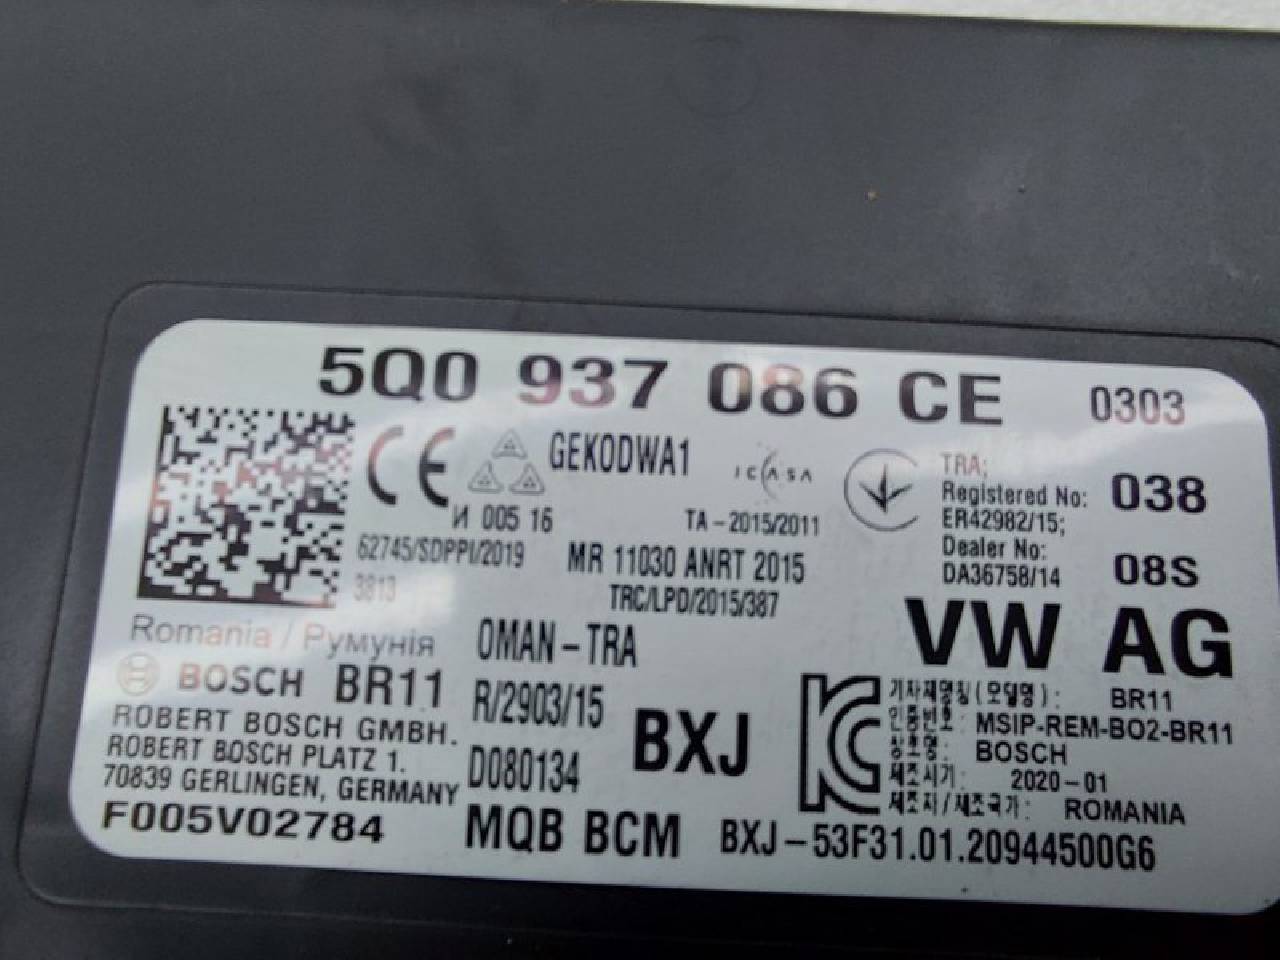 5Q0 937 086 CE 0303
GEKODWA1
ICASA
И 005 16
TA-2015/2011
62745/SDPPI/2019
3813
MR 11030 ANRT 2015
TRC/LPD/2015/387
TRA;
Registered No:
ER42982/15;
Dealer No:
DA36758/14
038
08S
VW AG
Romania / Румунія
BOSCH BR11
ROBERT BOSCH GMBH.
ROBERT BOSCH PLATZ 1.
70839 GERLINGEN, GERMANY
F005V02784
OMAN-TRA
R/2903/15
D080134
BXJ
MQB BCM
기자재명칭(모델명): BR11
인증번호: MSIP-REM-BO2-BR11
상호명: BOSCH
제조시기: 2020-01
제조자/제조국가: ROMANIA
BXJ-53F31.01.20944500G6